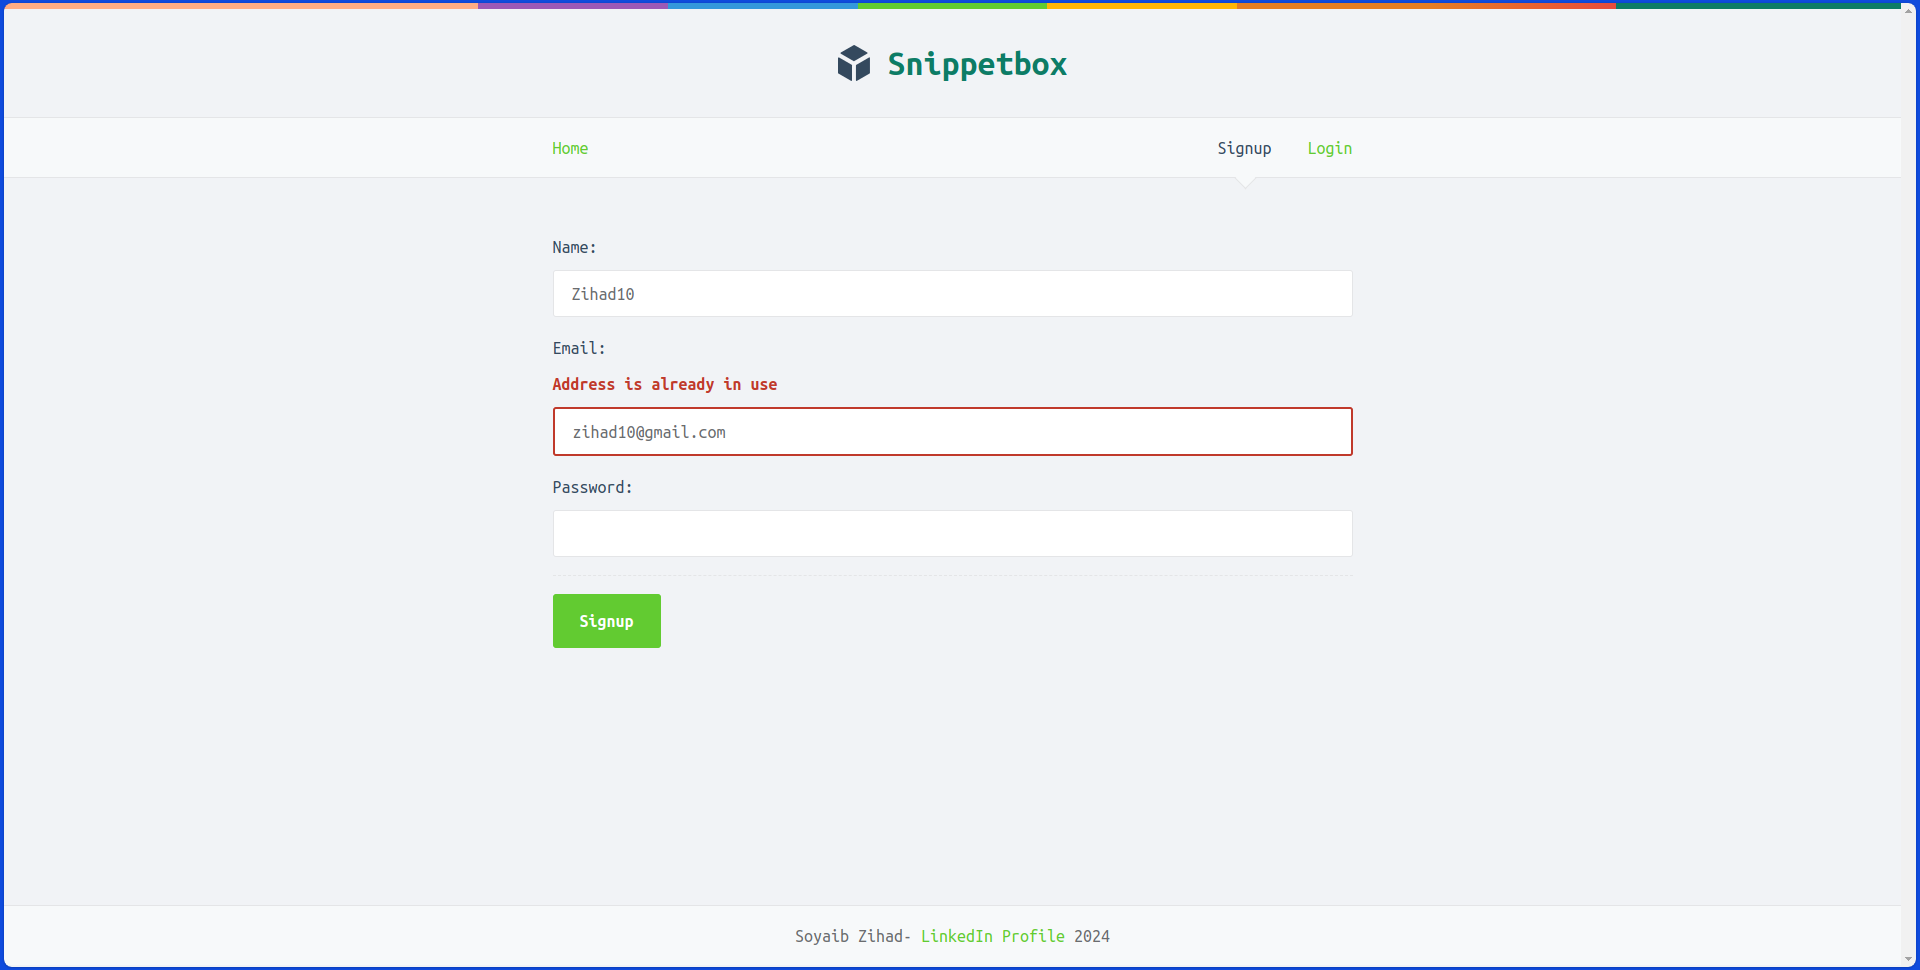 Snippetbox
Home Signup Login
Name:
Zihad10
Email:
Address is already in use
zihad10@gmail.com
Password:
Signup
Soyaib Zihad- LinkedIn Profile 2024